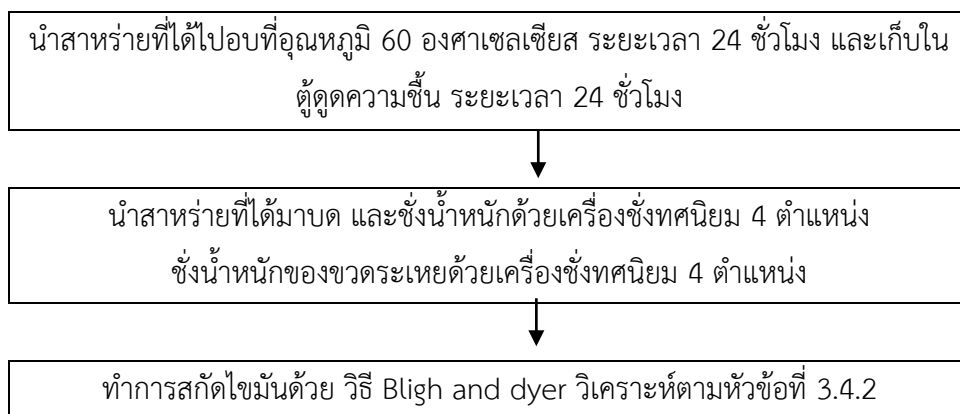 นำสาหร่ายที่ได้ไปอบที่อุณหภูมิ 60 องศาเซลเซียส ระยะเวลา 24 ชั่วโมง และเก็บใน
ตู้ดูดความชื้น ระยะเวลา 24 ชั่วโมง
นำสาหร่ายที่ได้มาบด และชั่งน้ำหนักด้วยเครื่องชั่งทศนิยม 4 ตำแหน่ง
ชั่งน้ำหนักของขวดระเหยด้วยเครื่องชั่งทศนิยม 4 ตำแหน่ง
ทำการสกัดไขมันด้วย วิธี Bligh and dyer วิเคราะห์ตามหัวข้อที่ 3.4.2